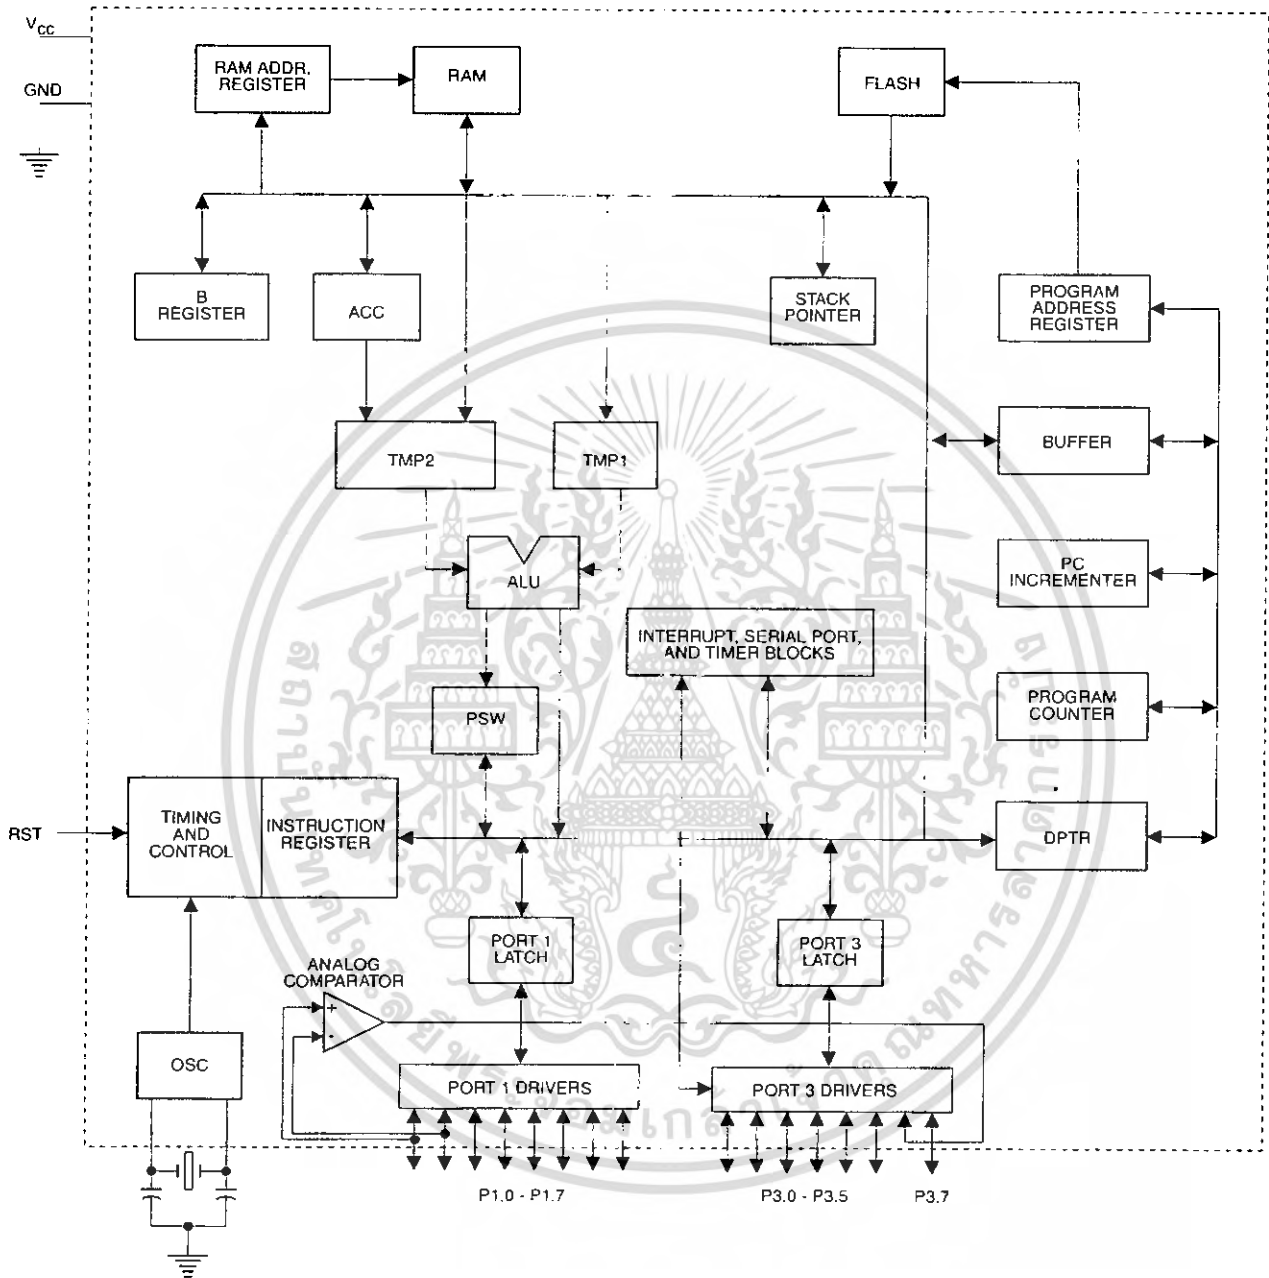 VCC
GND
RAM ADDR.
REGISTER
RAM
FLASH
B
REGISTER
ACC
STACK
POINTER
PROGRAM
ADDRESS
REGISTER
TMP2
TMP1
BUFFER
ALU
PC
INCREMENTER
INTERRUPT, SERIAL PORT,
AND TIMER BLOCKS
PSW
PROGRAM
COUNTER
RST
TIMING
AND
CONTROL
INSTRUCTION
REGISTER
DPTR
PORT 1
LATCH
PORT 3
LATCH
ANALOG
COMPARATOR
+
-
OSC
PORT 1 DRIVERS
PORT 3 DRIVERS
P1.0 - P1.7
P3.0 - P3.5
P3.7